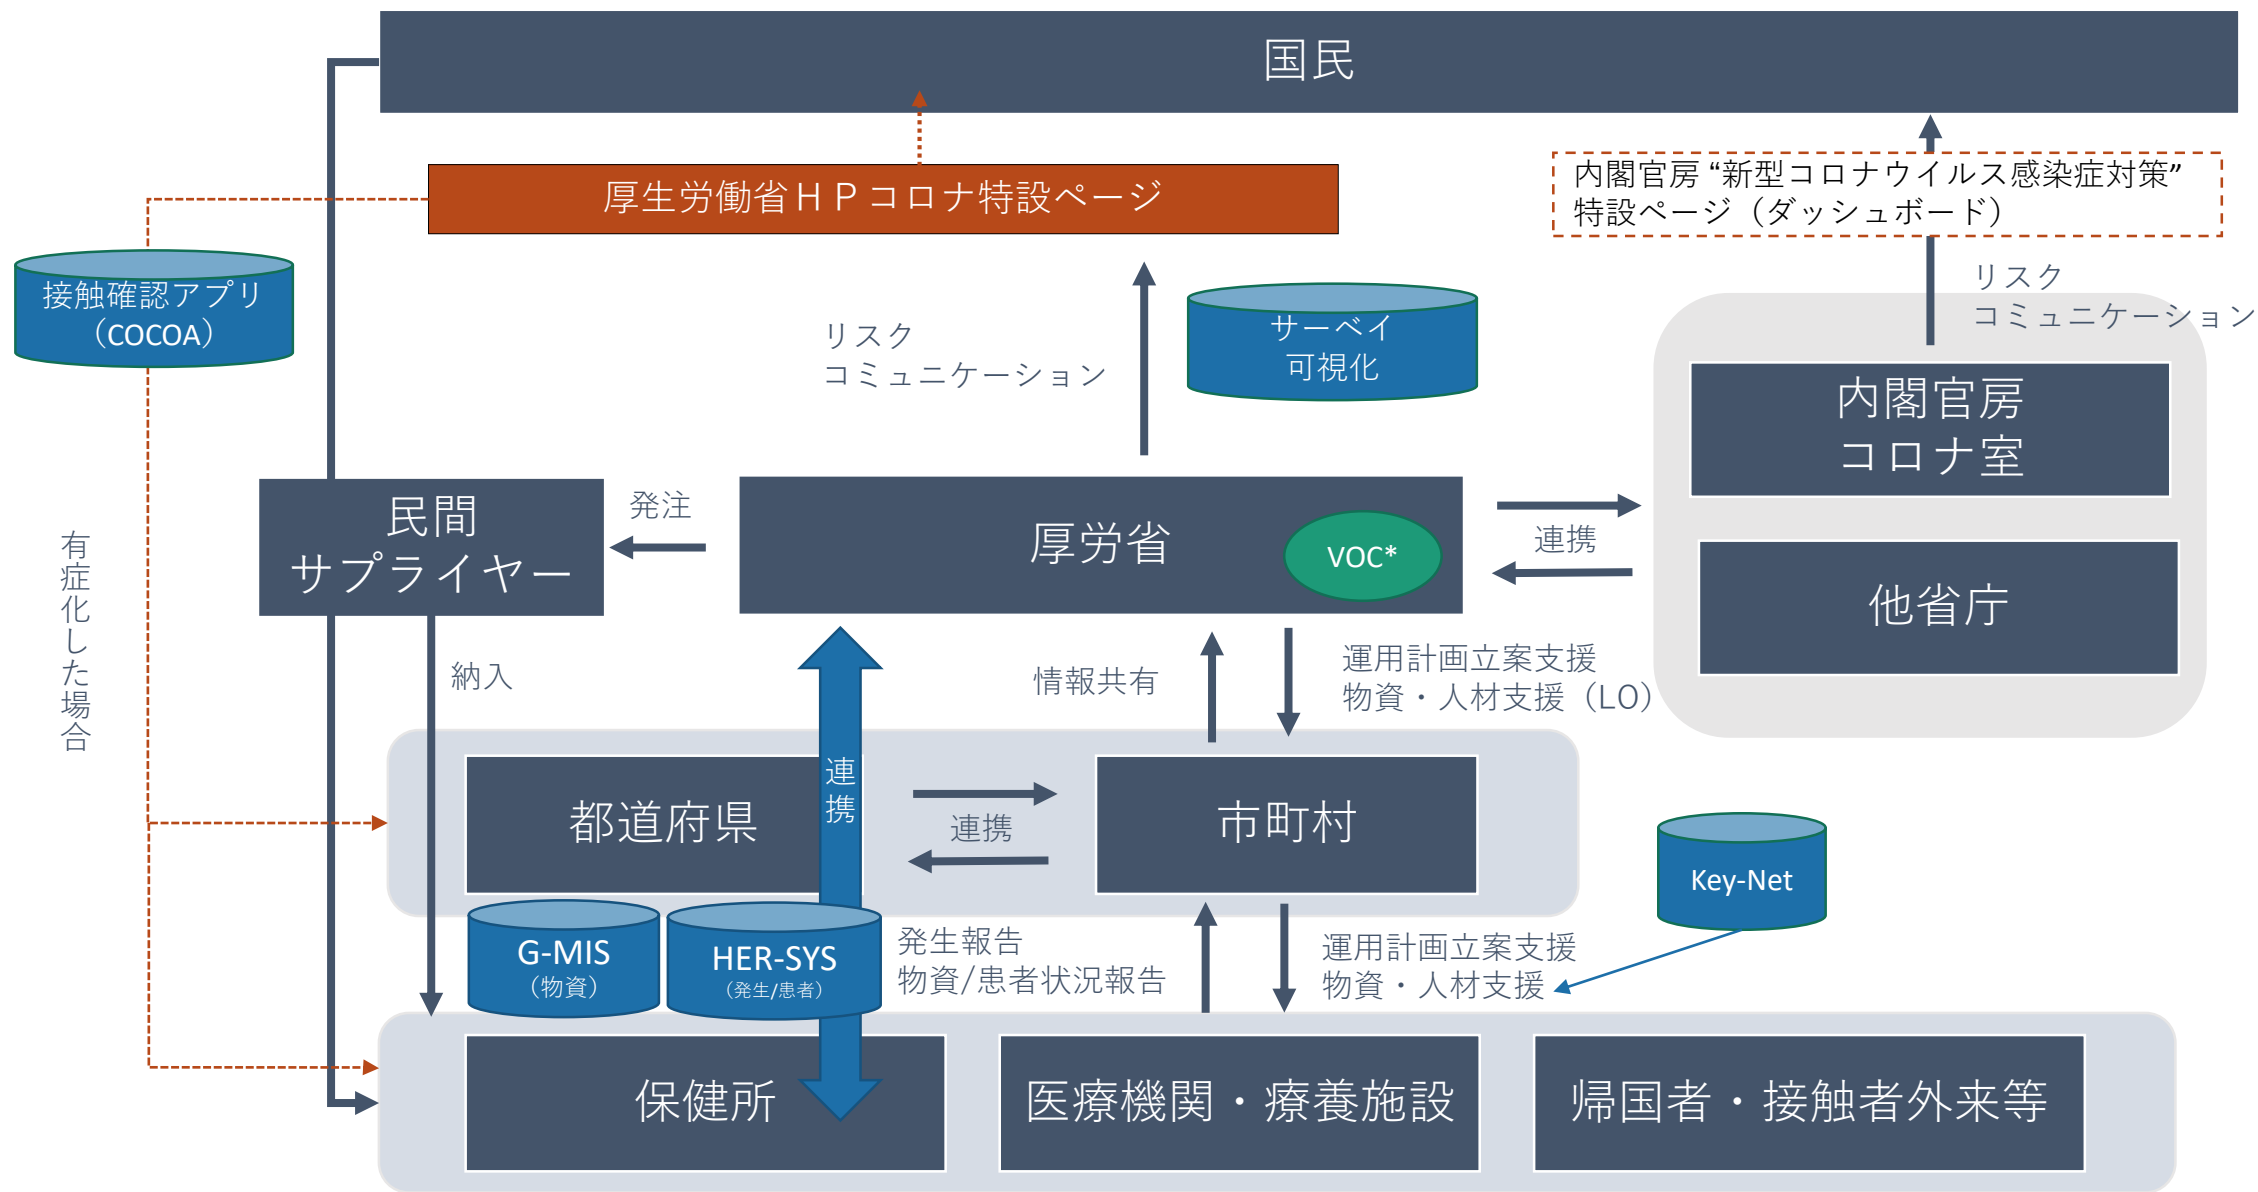 国民
厚生労働省ＨＰコロナ特設ページ
内閣官房 “新型コロナウイルス感染症対策”
特設ページ（ダッシュボード）
接触確認アプリ
（COCOA）
リスク
コミュニケーション
サーベイ
可視化
リスク
コミュニケーション
内閣官房
コロナ室
民間
サプライヤー
発注
厚労省
VOC*
連携
他省庁
有症化した場合
納入
情報共有
運用計画立案支援
物資・人材支援（LO）
連携
都道府県
連携
市町村
Key-Net
G-MIS
（物資）
HER-SYS
（発生/患者）
発生報告
物資/患者状況報告
運用計画立案支援
物資・人材支援
保健所
医療機関・療養施設
帰国者・接触者外来等